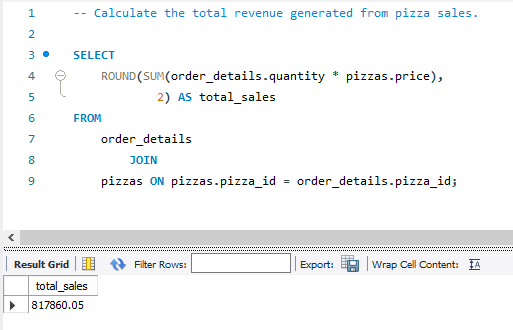 1 -- Calculate the total revenue generated from pizza sales.
2
3 SELECT
4 ROUND(SUM(order_details.quantity * pizzas.price),
5 2) AS total_sales
6 FROM
7 order_details
8 JOIN
9 pizzas ON pizzas.pizza_id = order_details.pizza_id;
Result Grid Filter Rows: Export: Wrap Cell Content: IA
total_sales
817860.05